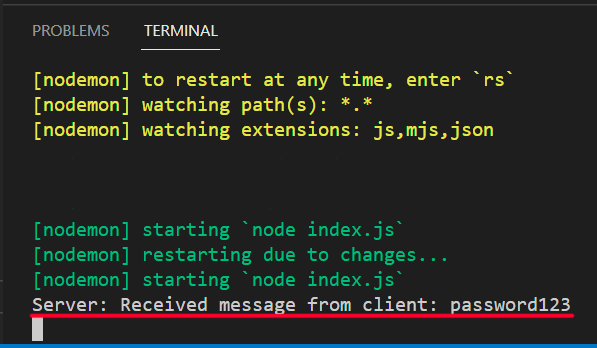 PROBLEMS TERMINAL
[nodemon] to restart at any time, enter `rs`
[nodemon] watching path(s): *.*
[nodemon] watching extensions: js,mjs,json
[nodemon] starting `node index.js`
[nodemon] restarting due to changes...
[nodemon] starting `node index.js`
Server: Received message from client: password123